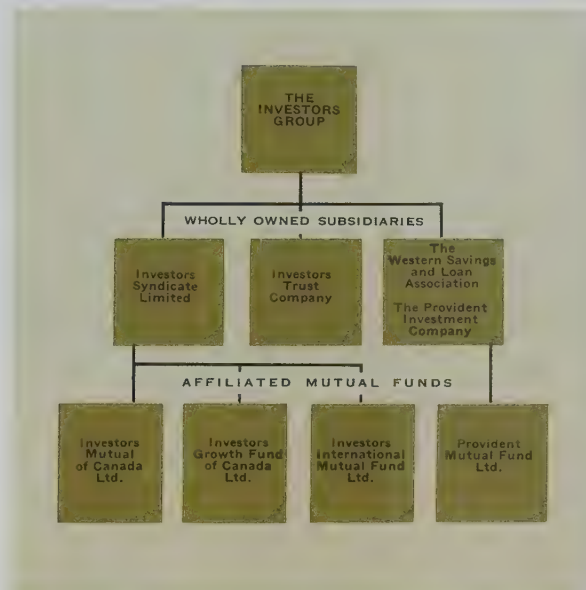 THE
INVESTORS
GROUP
WHOLLY OWNED SUBSIDIARIES
Investors
Syndicate
Limited
Investors
Trust
Company
The
Western Savings
and Loan
Association
The Provident
Investment
Company
AFFILIATED MUTUAL FUNDS
Investors
Mutual
of Canada
Ltd.
Investors
Growth Fund
of Canada
Ltd.
Investors
International
Mutual Fund
Ltd.
Provident
Mutual Fund
Ltd.